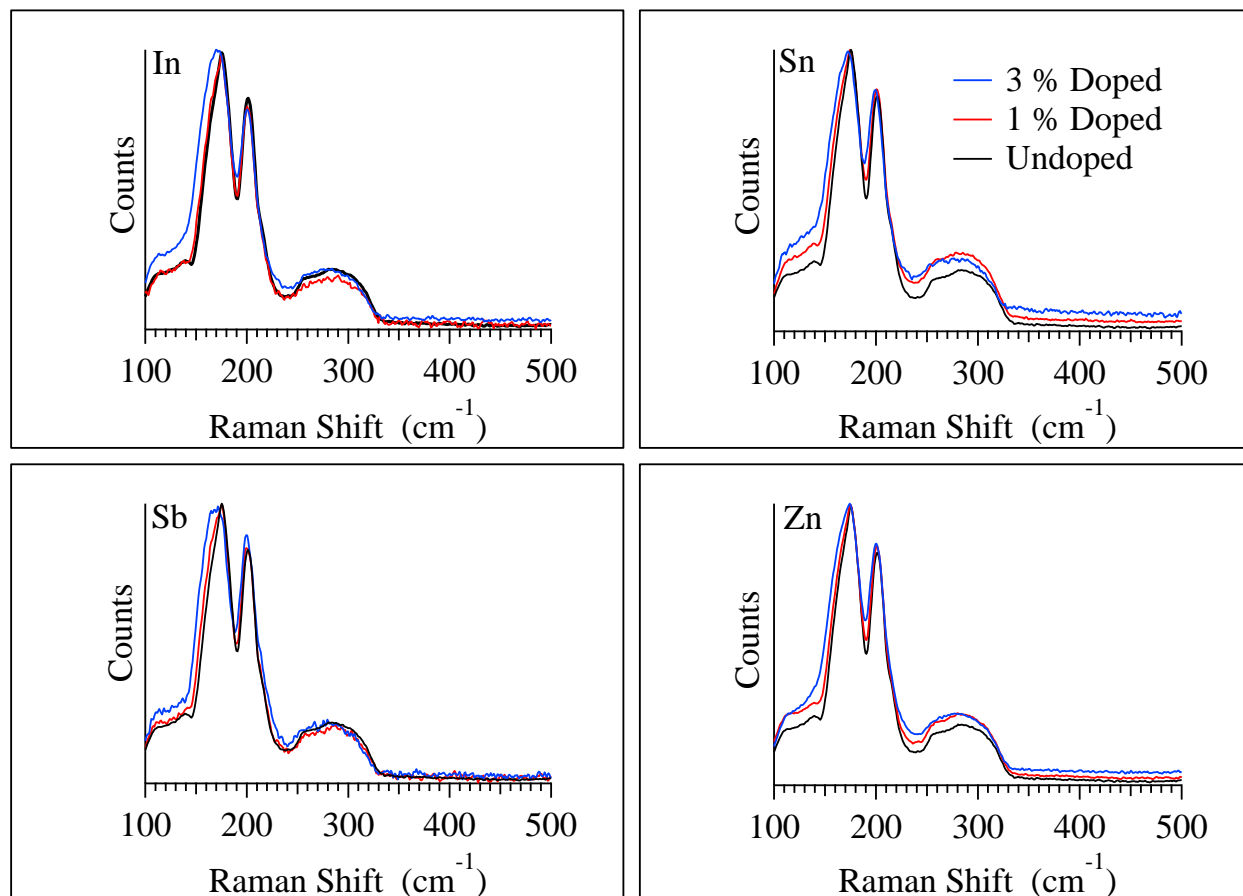 In
Counts
100 200 300 400 500
Raman Shift (cm⁻¹)
Sn
3 % Doped
1 % Doped
Undoped
Counts
100 200 300 400 500
Raman Shift (cm⁻¹)
Sb
Counts
100 200 300 400 500
Raman Shift (cm⁻¹)
Zn
Counts
100 200 300 400 500
Raman Shift (cm⁻¹)